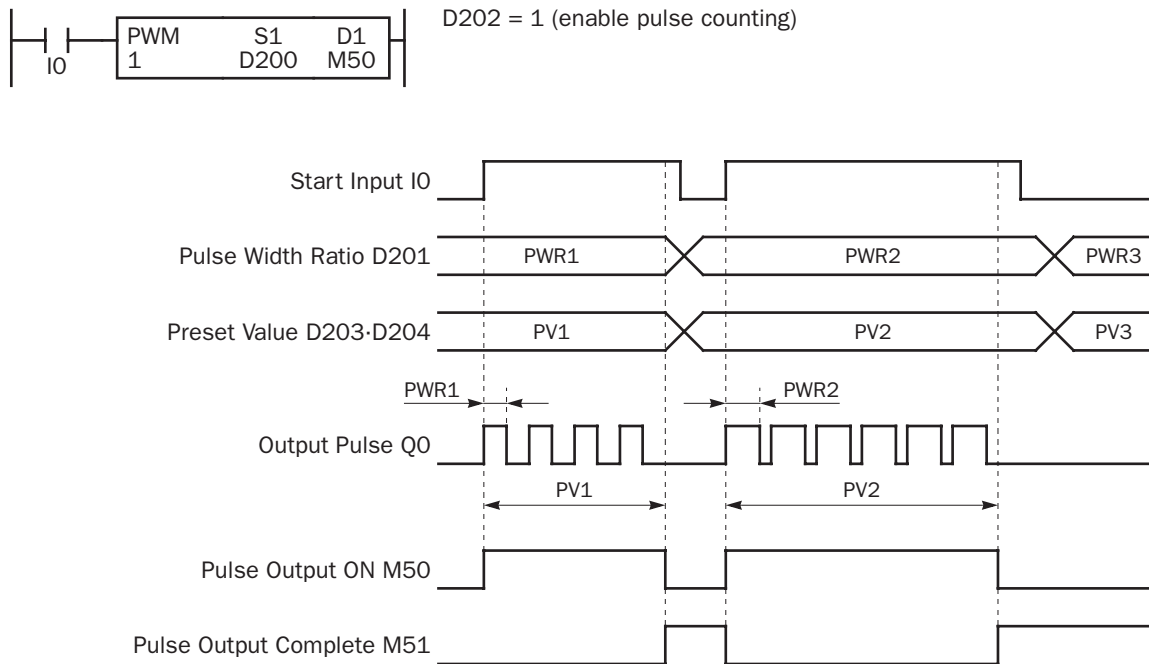 D202 = 1 (enable pulse counting)
PWM S1 D1
1 D200 M50
I0
Start Input I0
Pulse Width Ratio D201 PWR1 PWR2 PWR3
Preset Value D203·D204 PV1 PV2 PV3
PWR1 PWR2
Output Pulse Q0
PV1 PV2
Pulse Output ON M50
Pulse Output Complete M51